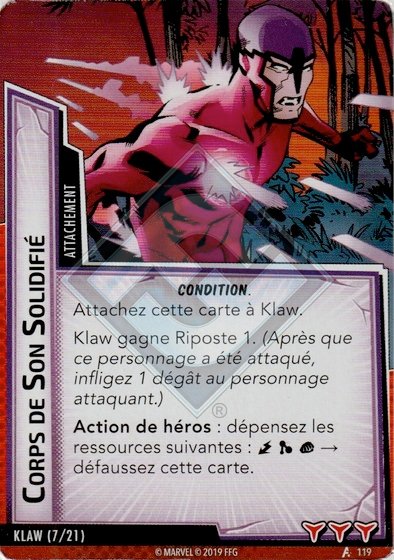 CORPS DE SON SOLIDIFIÉ
ATTACHEMENT
CONDITION.
Attachez cette carte à Klaw.
Klaw gagne Riposte 1. (Après que
ce personnage a été attaqué,
infligez 1 dégât au personnage
attaquant.)
Action de héros : dépensez les
ressources suivantes : →
défaussez cette carte.
KLAW (7/21)
© MARVEL © 2019 FFG
A 119
®